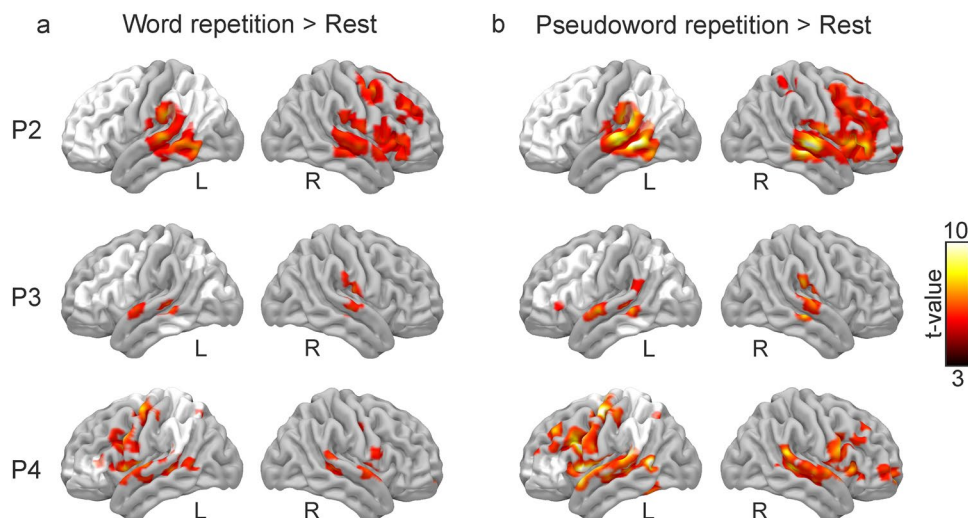 a Word repetition > Rest
b Pseudoword repetition > Rest
P2
L R
L R
P3
L R
L R
P4
L R
L R
10
t-value
3